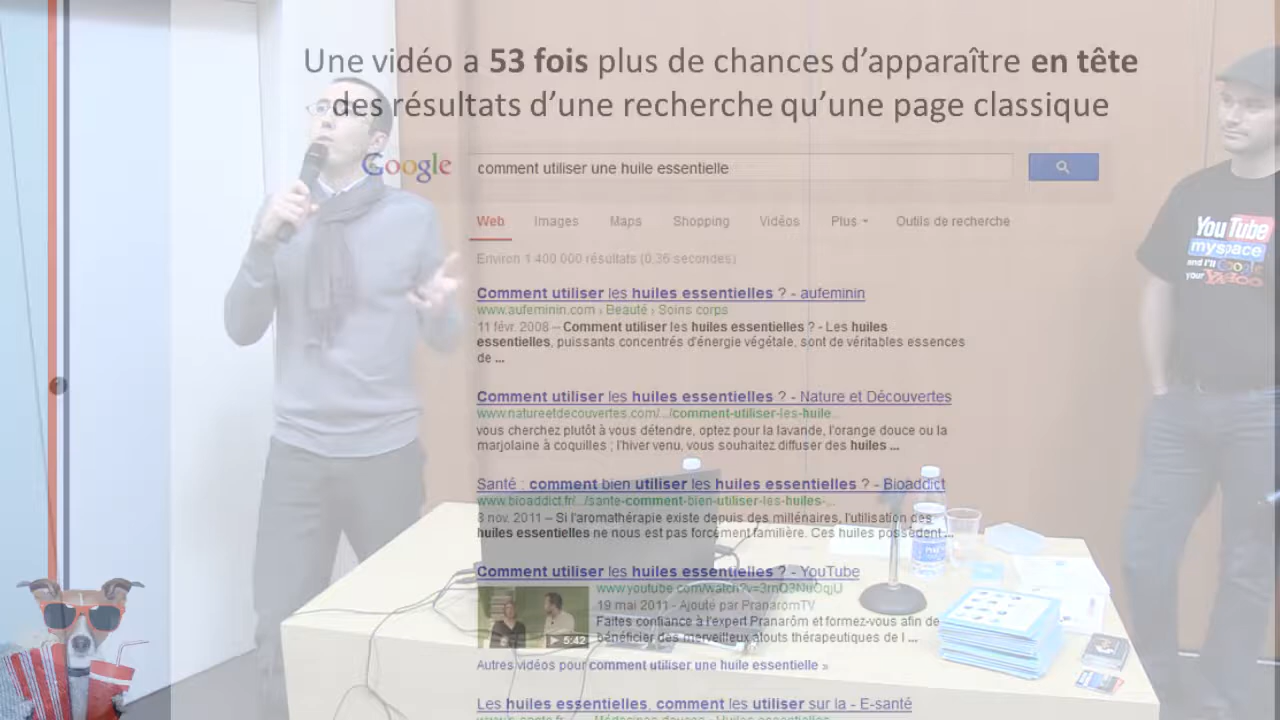 Une vidéo a 53 fois plus de chances d'apparaître en tête
des résultats d'une recherche qu'une page classique
Google comment utiliser une huile essentielle
Web Images Maps Shopping Vidéos Plus Outils de recherche
Environ 1 400 000 résultats (0,36 secondes)
Comment utiliser les huiles essentielles ? - aufeminin
www.aufeminin.com › Beauté › Soins corps
11 févr. 2008 – Comment utiliser les huiles essentielles ? - Les huiles
essentielles, puissants concentrés d'énergie végétale, sont de véritables essences
de ...
Comment utiliser les huiles essentielles ? - Nature et Découvertes
www.natureetdecouvertes.com/.../comment-utiliser-les-huile...
vous cherchez plutôt à vous détendre, optez pour la lavande, l'orange douce ou la
marjolaine à coquilles ; l'hiver venu, vous souhaitez diffuser des huiles ...
Santé : comment bien utiliser les huiles essentielles ? - Bioaddict
www.bioaddict.fr/.../sante-comment-bien-utiliser-les-huiles-...
8 nov. 2011 – Si l'aromathérapie existe depuis des millénaires, l'utilisation des
huiles essentielles ne nous est pas forcément familière. Ces huiles possèdent ...
Comment utiliser les huiles essentielles ? - YouTube
www.youtube.com/watch?v=3rnQ3NuOqjU
19 mai 2011 - Ajouté par PranaromTV
Faites confiance à l'expert Pranarôm et formez-vous afin de
bénéficier des merveilleux atouts thérapeutiques de l ...
5:42
Autres vidéos pour comment utiliser une huile essentielle »
Les huiles essentielles, comment les utiliser sur la - E-santé
You Tube
myspace
and I'll Google
your Yahoo